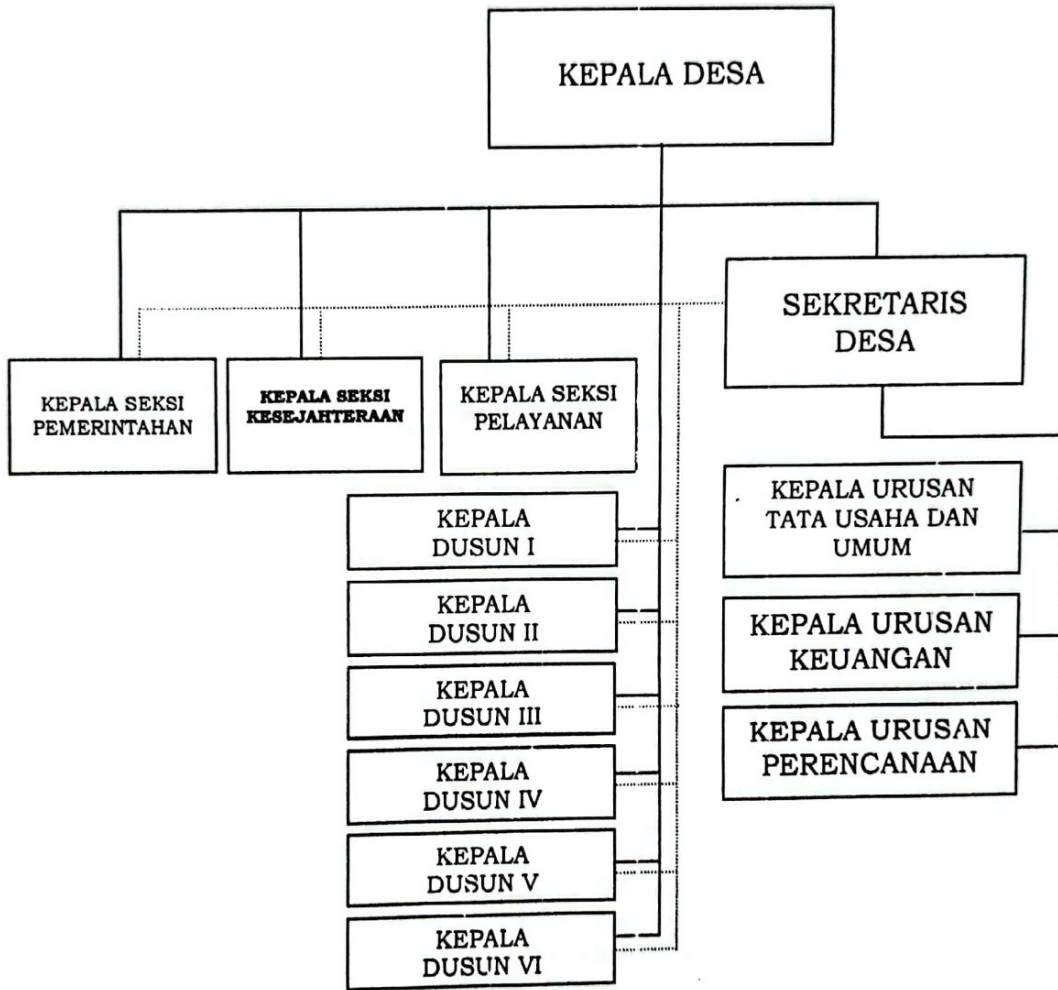 KEPALA DESA
SEKRETARIS
DESA
KEPALA SEKSI
PEMERINTAHAN
KEPALA SEKSI
KESEJAHTERAAN
KEPALA SEKSI
PELAYANAN
KEPALA
DUSUN I
KEPALA
DUSUN II
KEPALA
DUSUN III
KEPALA
DUSUN IV
KEPALA
DUSUN V
KEPALA
DUSUN VI
KEPALA URUSAN
TATA USAHA DAN
UMUM
KEPALA URUSAN
KEUANGAN
KEPALA URUSAN
PERENCANAAN